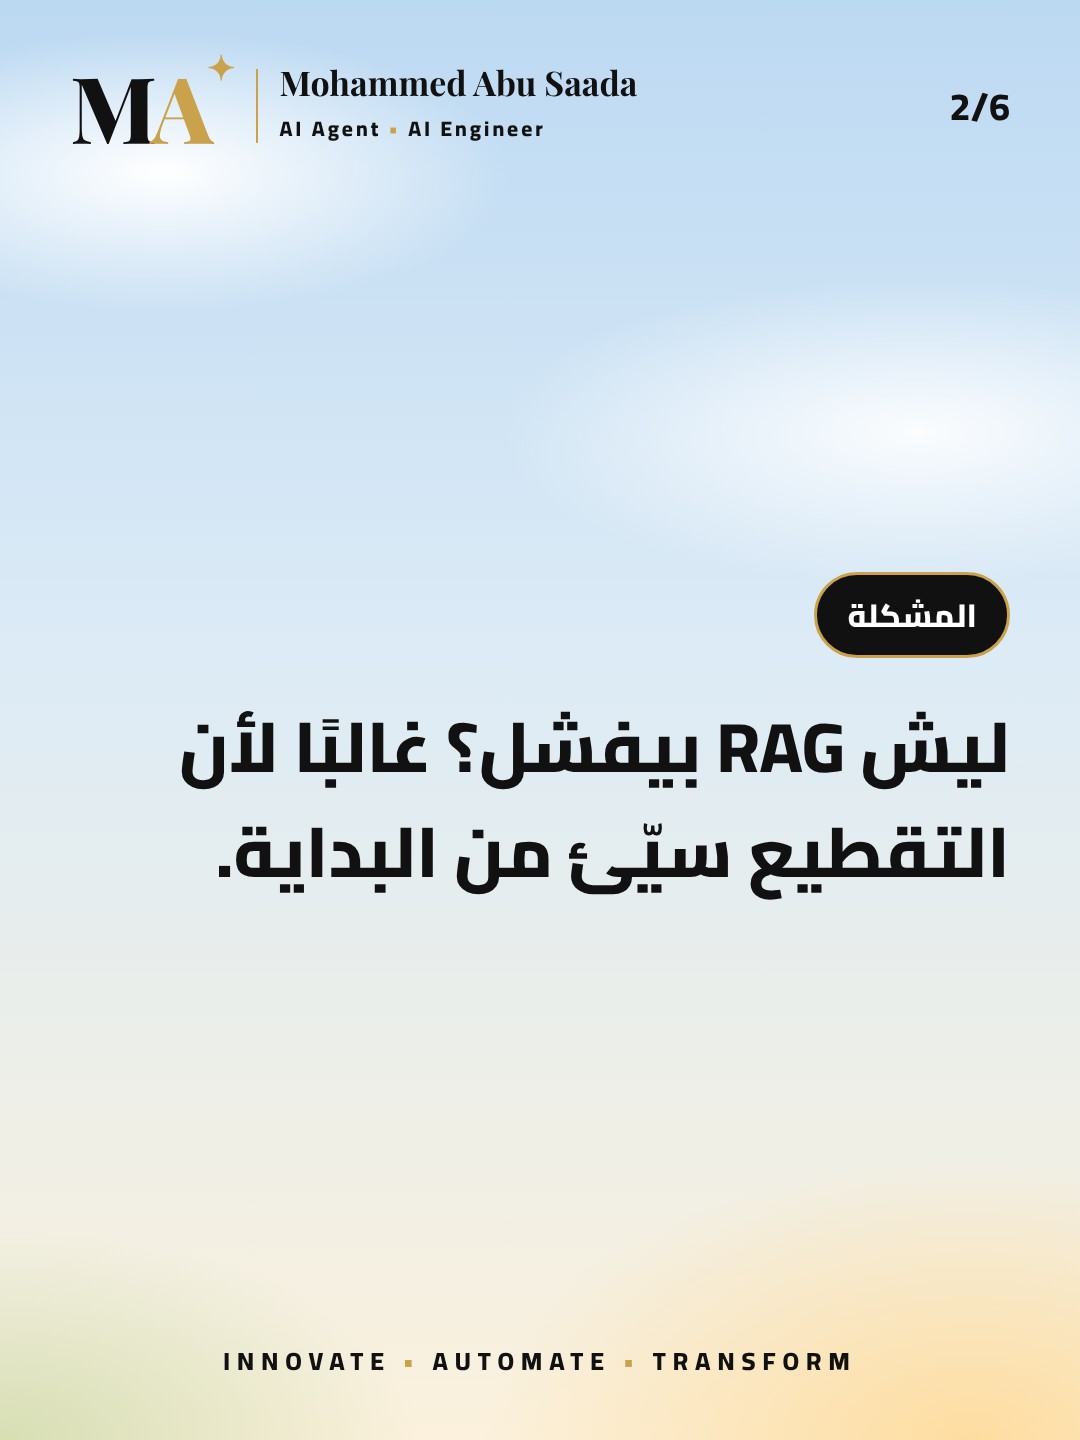 MA
Mohammed Abu Saada
AI Agent ▪ AI Engineer
2/6
المشكلة
ليش RAG بيفشل؟ غالبًا لأن
التقطيع سيّئ من البداية.
INNOVATE ▪ AUTOMATE ▪ TRANSFORM